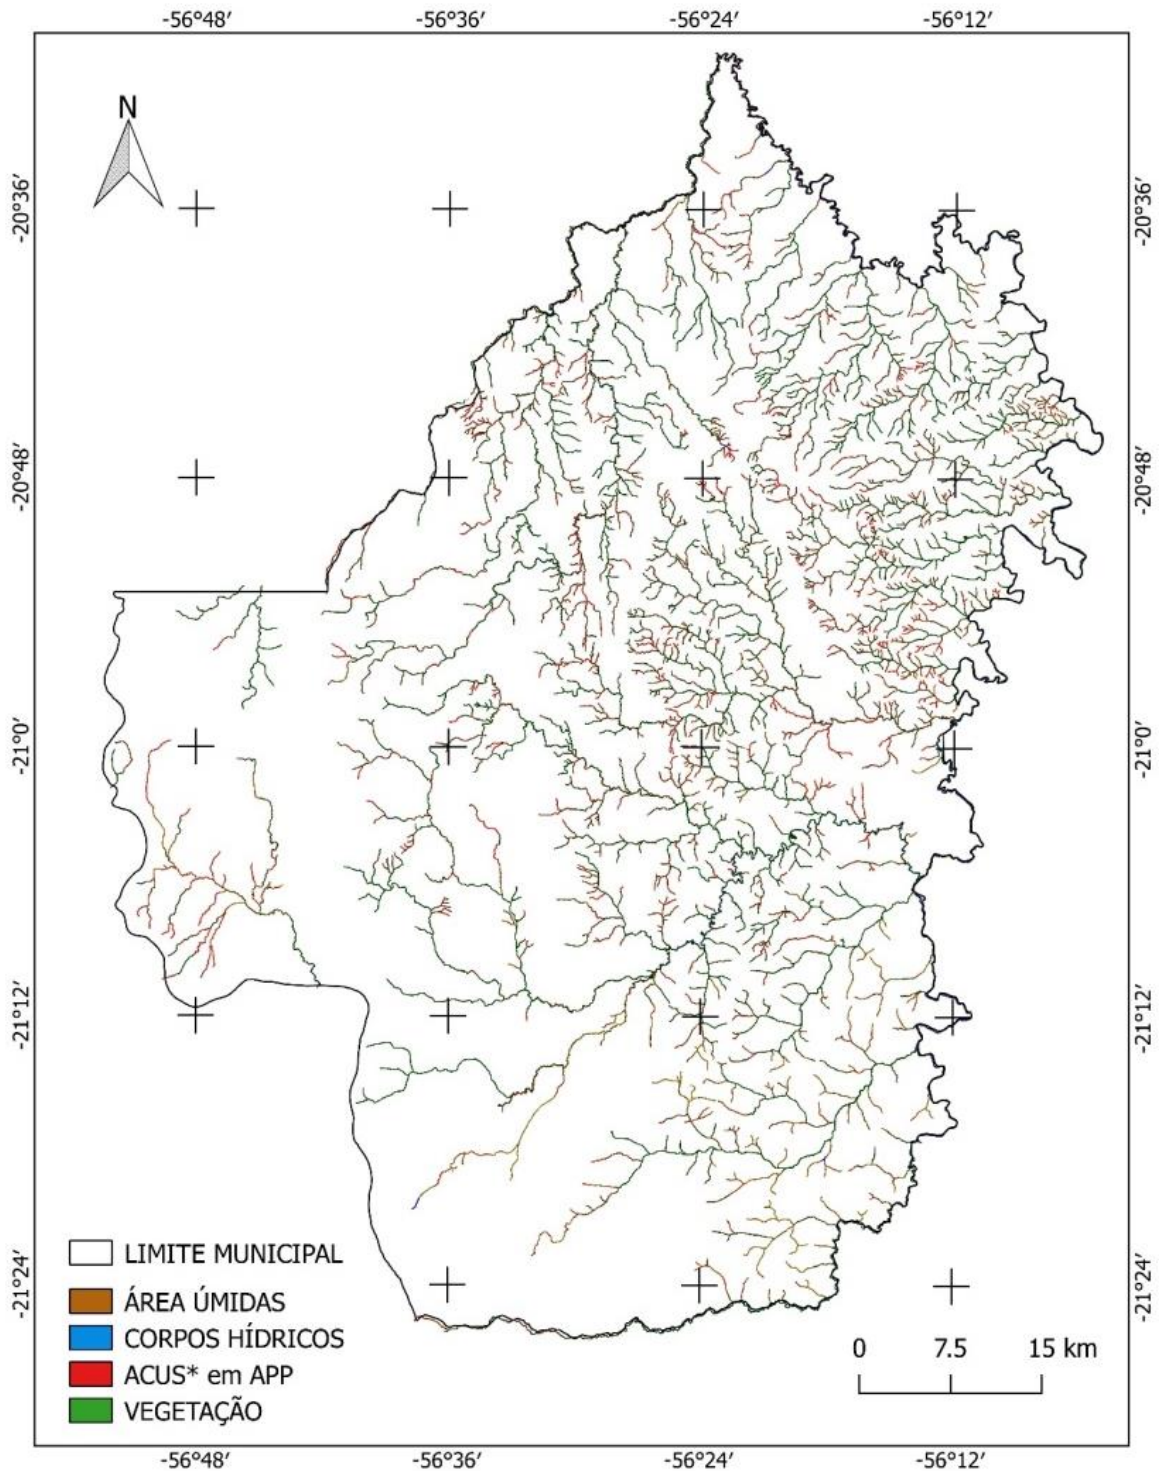 -56°48′ -56°36′ -56°24′ -56°12′
N
-20°36′ -20°36′
-20°48′ -20°48′
-21°0′ -21°0′
-21°12′ -21°12′
-21°24′ -21°24′
LIMITE MUNICIPAL
ÁREA ÚMIDAS
CORPOS HÍDRICOS
ACUS* em APP
VEGETAÇÃO
0 7.5 15 km
-56°48′ -56°36′ -56°24′ -56°12′